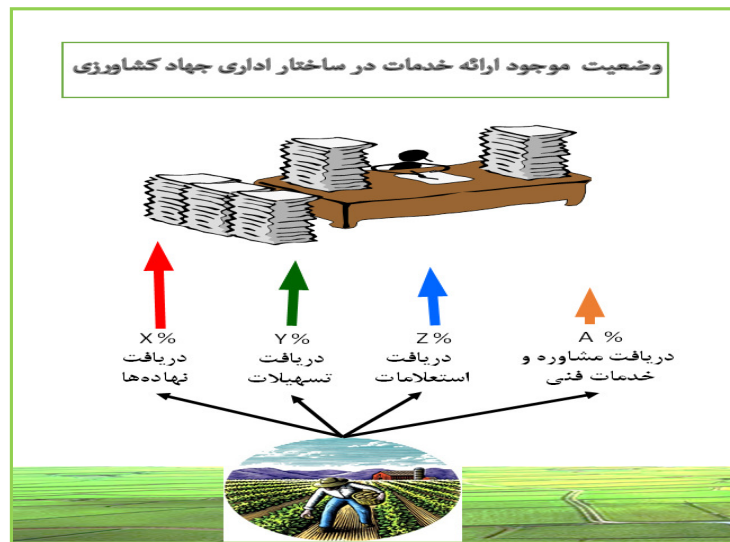 وضعیت موجود ارائه خدمات در ساختار اداری جهاد کشاورزی
X %
دریافت
نهاده‌ها
Y %
دریافت
تسهیلات
Z %
دریافت
استعلامات
A %
دریافت مشاوره و
خدمات فنی